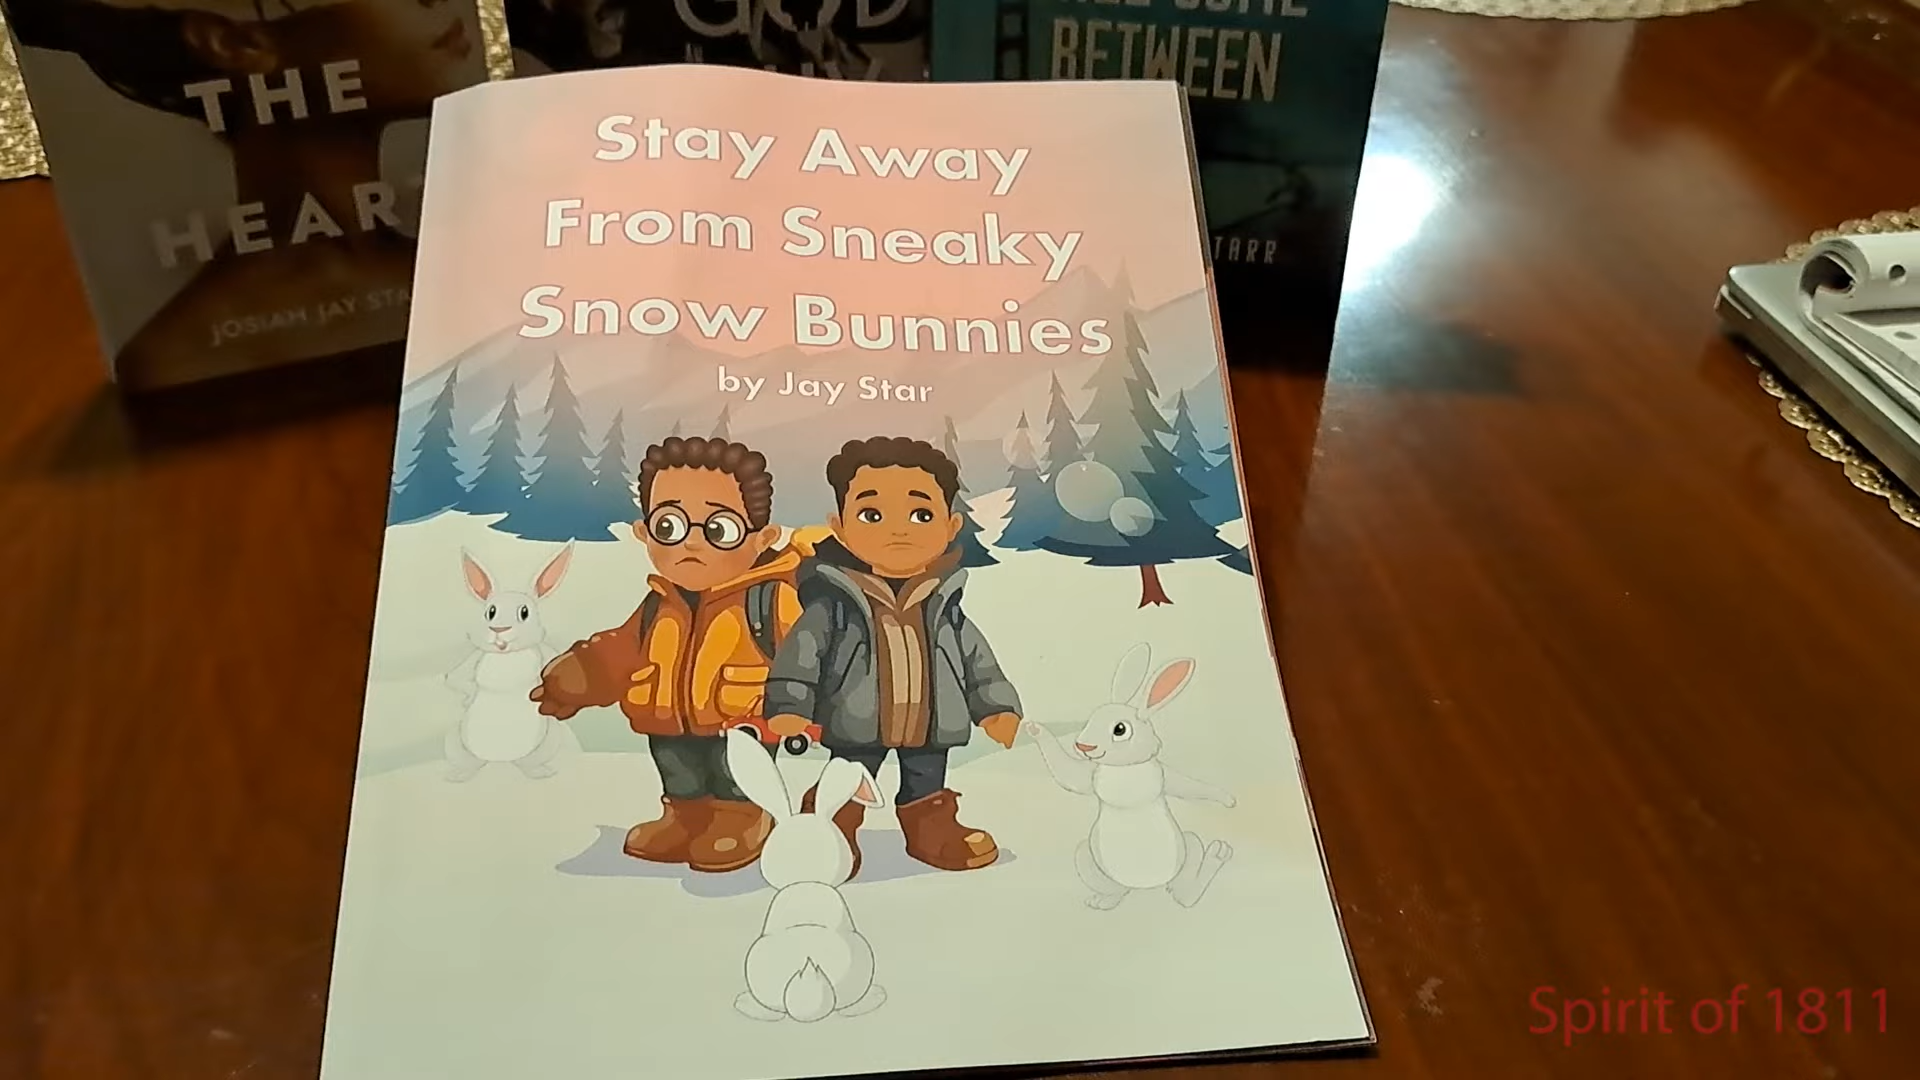 THE
HEAR
JOSIAH JAY STA
GOD
BETWEEN
TARR
Stay Away
From Sneaky
Snow Bunnies
by Jay Star
Spirit of 1811